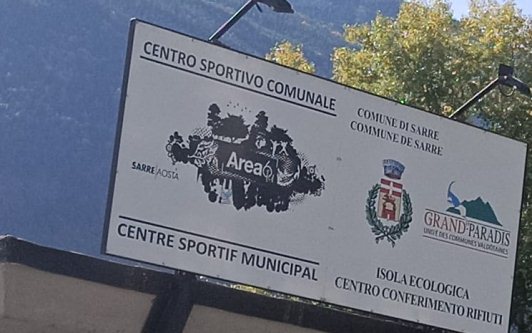 CENTRO SPORTIVO COMUNALE
Area
SARRE/AOSTA
CENTRE SPORTIF MUNICIPAL
COMUNE DI SARRE
COMMUNE DE SARRE
GRAND-PARADIS
UNITÉ DES COMMUNES VALDÔTAINES
ISOLA ECOLOGICA
CENTRO CONFERIMENTO RIFIUTI